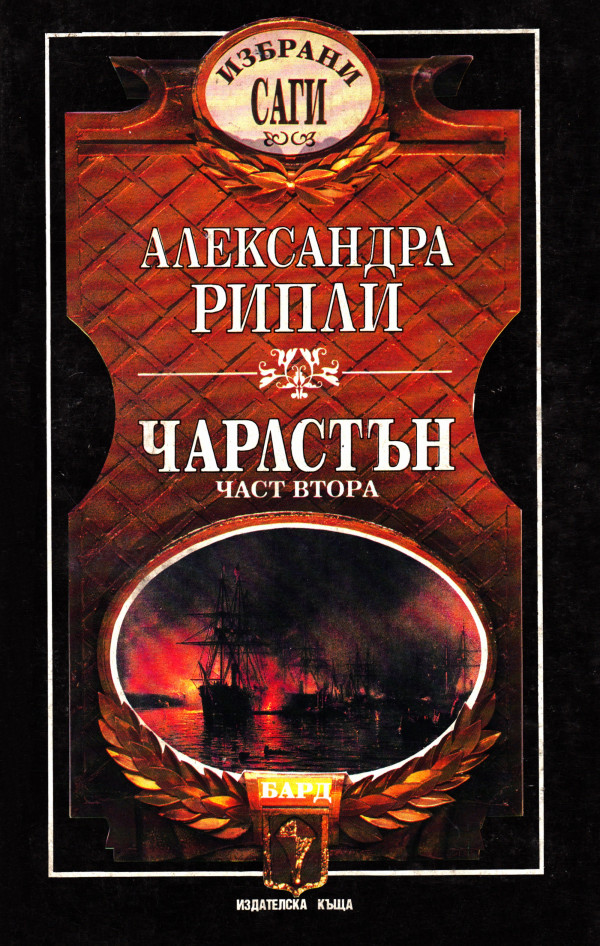 ИЗБРАНИ
САГИ
АЛЕКСАНДРА
РИПЛИ
ЧАРЛСТЪН
ЧАСТ ВТОРА
БАРД
ИЗДАТЕЛСКА КЪЩА